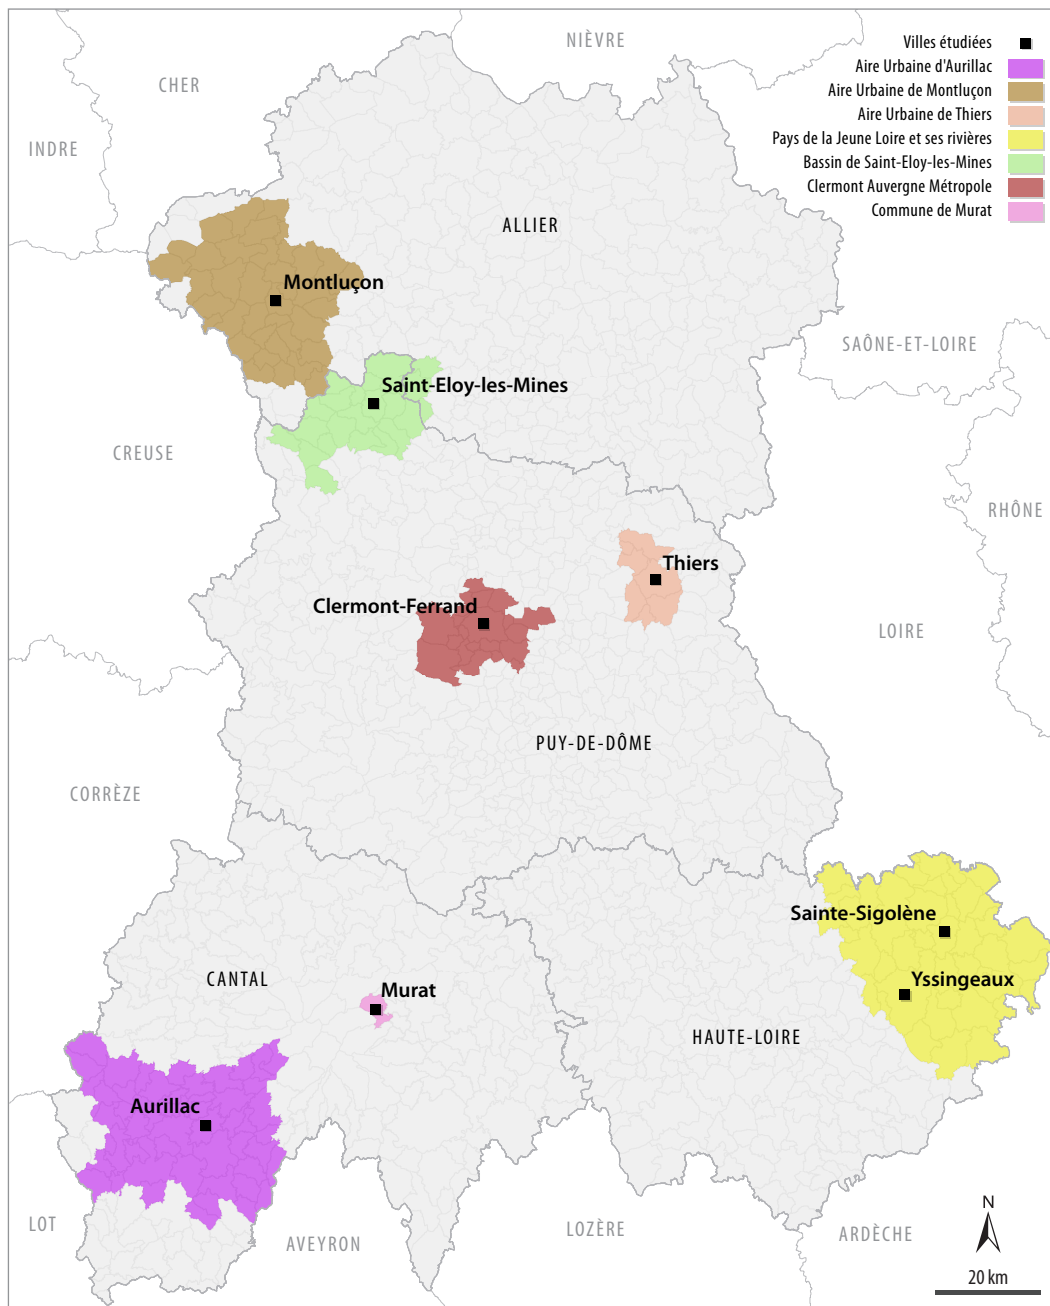 NIÈVRE
CHER
INDRE
Villes étudiées
Aire Urbaine d'Aurillac
Aire Urbaine de Montluçon
Aire Urbaine de Thiers
Pays de la Jeune Loire et ses rivières
Bassin de Saint-Eloy-les-Mines
Clermont Auvergne Métropole
Commune de Murat
ALLIER
Montluçon
SAÔNE-ET-LOIRE
Saint-Eloy-les-Mines
CREUSE
RHÔNE
Thiers
Clermont-Ferrand
LOIRE
PUY-DE-DÔME
CORRÈZE
Sainte-Sigolène
CANTAL
Murat
Yssingeaux
HAUTE-LOIRE
Aurillac
LOT
AVEYRON
LOZÈRE
ARDÈCHE
N
20 km